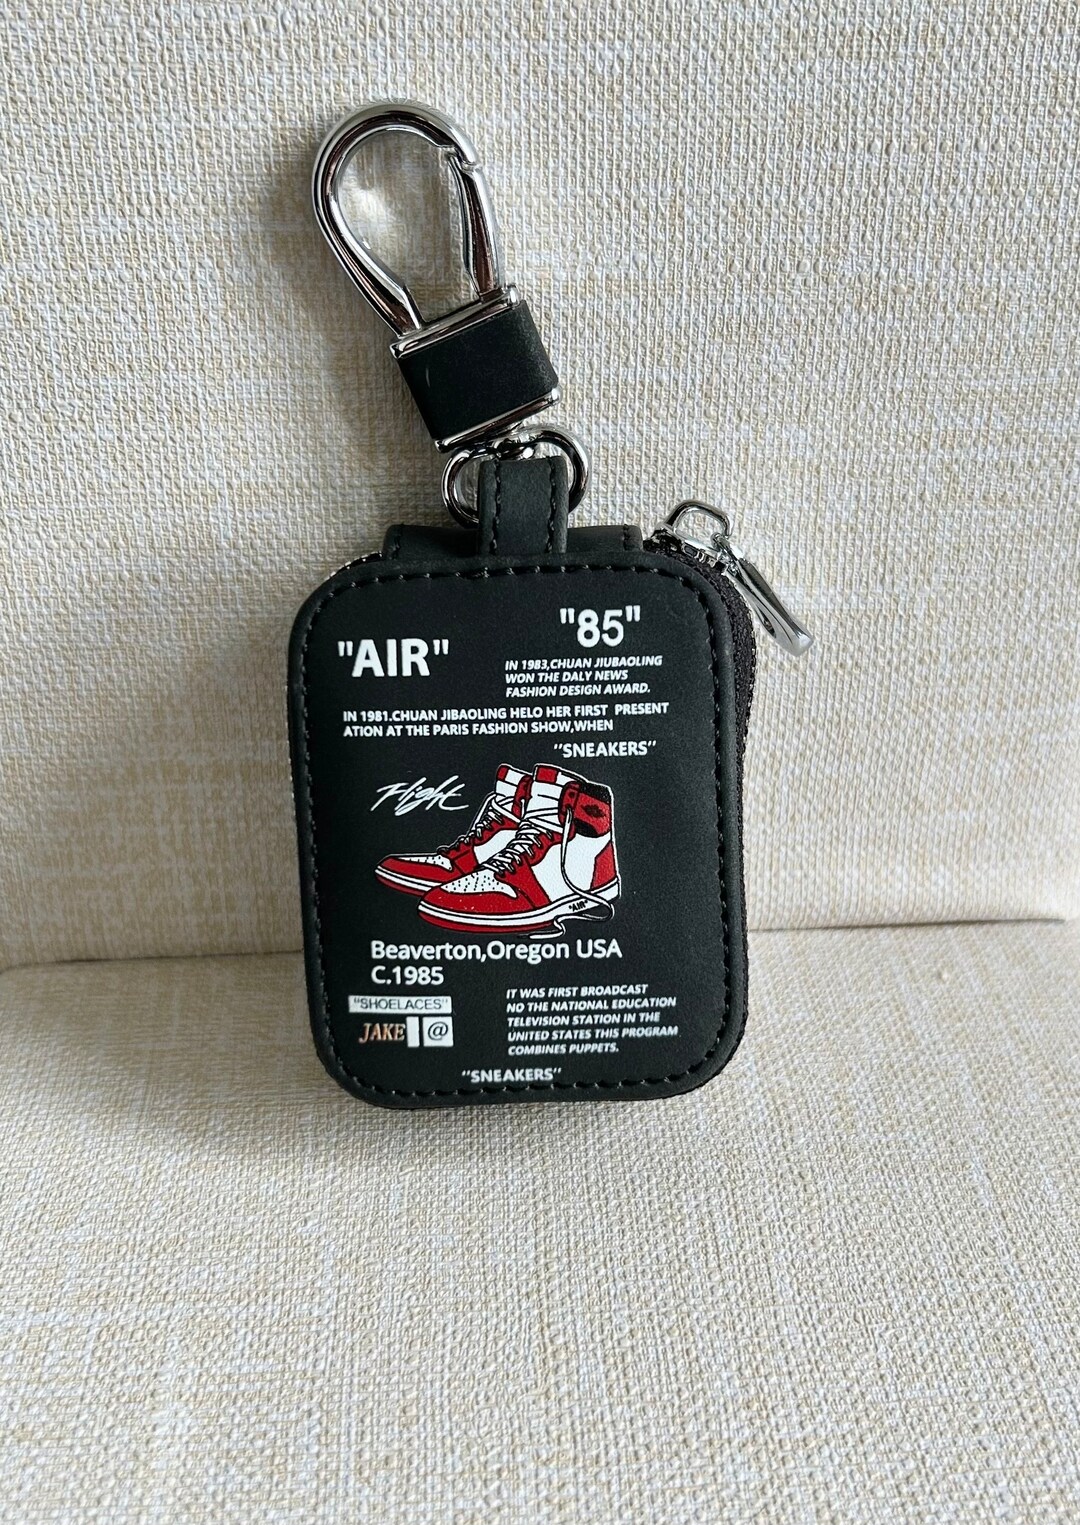 "85"
"AIR"
IN 1983,CHUAN JIUBAOLING
WON THE DALY NEWS
FASHION DESIGN AWARD.
IN 1981.CHUAN JIBAOLING HELO HER FIRST PRESENT
ATION AT THE PARIS FASHION SHOW,WHEN
"SNEAKERS"
Flight
"AIR"
Beaverton,Oregon USA
C.1985
"SHOELACES"
JAKE @
IT WAS FIRST BROADCAST
NO THE NATIONAL EDUCATION
TELEVISION STATION IN THE
UNITED STATES THIS PROGRAM
COMBINES PUPPETS.
"SNEAKERS"